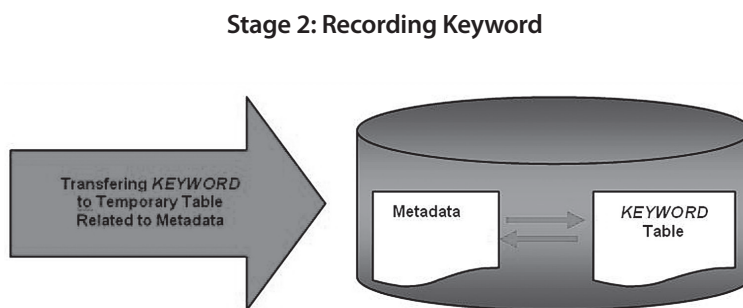 Stage 2: Recording Keyword
Transfering KEYWORD
to Temporary Table
Related to Metadata
Metadata
KEYWORD
Table